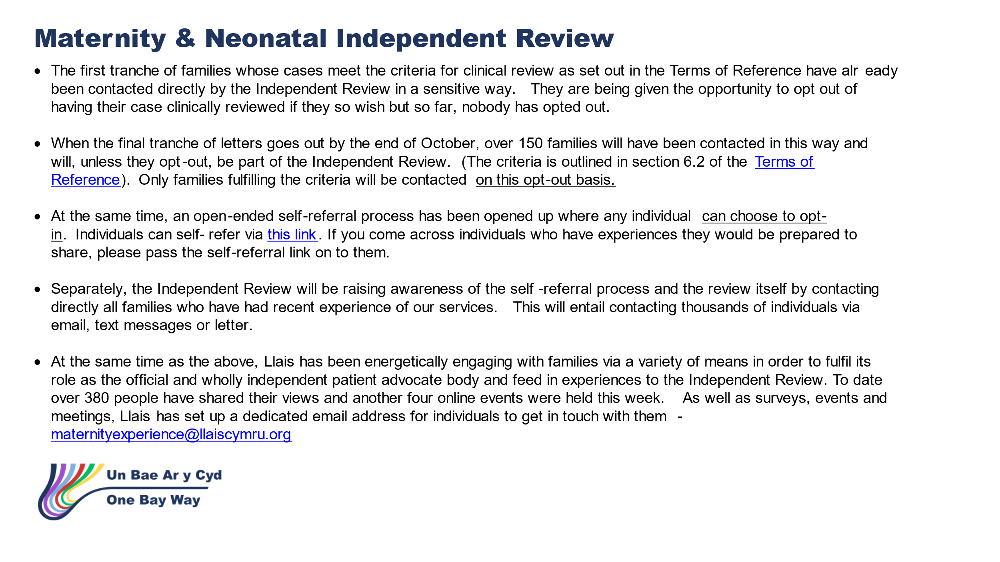 Maternity & Neonatal Independent Review
• The first tranche of families whose cases meet the criteria for clinical review as set out in the Terms of Reference have alr eady
been contacted directly by the Independent Review in a sensitive way. They are being given the opportunity to opt out of
having their case clinically reviewed if they so wish but so far, nobody has opted out.
• When the final tranche of letters goes out by the end of October, over 150 families will have been contacted in this way and
will, unless they opt-out, be part of the Independent Review. (The criteria is outlined in section 6.2 of the Terms of
Reference). Only families fulfilling the criteria will be contacted on this opt-out basis.
• At the same time, an open-ended self-referral process has been opened up where any individual can choose to opt-
in. Individuals can self- refer via this link. If you come across individuals who have experiences they would be prepared to
share, please pass the self-referral link on to them.
• Separately, the Independent Review will be raising awareness of the self -referral process and the review itself by contacting
directly all families who have had recent experience of our services. This will entail contacting thousands of individuals via
email, text messages or letter.
• At the same time as the above, Llais has been energetically engaging with families via a variety of means in order to fulfil its
role as the official and wholly independent patient advocate body and feed in experiences to the Independent Review. To date
over 380 people have shared their views and another four online events were held this week. As well as surveys, events and
meetings, Llais has set up a dedicated email address for individuals to get in touch with them -
maternityexperience@llaiscymru.org
Un Bae Ar y Cyd
One Bay Way